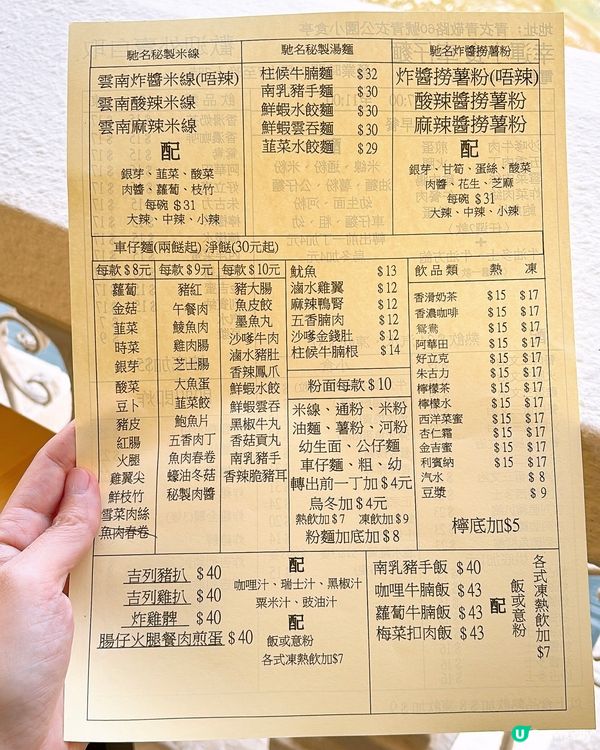 馳名秘製米線
雲南炸醬米線(唔辣)
雲南酸辣米線
雲南麻辣米線
配
銀芽、韮菜、酸菜
肉醬、蘿蔔、枝竹
每碗 $31
大辣、中辣、小辣
馳名秘製湯麵
柱候牛腩麵 $32
南乳豬手麵 $30
鮮蝦水餃麵 $30
鮮蝦雲吞麵 $30
韮菜水餃麵 $29
馳名炸醬撈薯粉
炸醬撈薯粉(唔辣)
酸辣醬撈薯粉
麻辣醬撈薯粉
配
銀芽、甘筍、蛋絲、酸菜
肉醬、花生、芝麻
每碗 $31
大辣、中辣、小辣
車仔麵(兩餸起) 淨餸(30元起)
每款 $8元
蘿蔔
金菇
韮菜
時菜
銀芽
酸菜
豆卜
豬皮
紅腸
火腿
雞翼尖
鮮枝竹
雪菜肉絲
魚肉春卷
每款 $9元
豬紅
午餐肉
鯪魚肉
雞肉腸
芝士腸
大魚蛋
韮菜餃
鮑魚片
五香肉丁
魚肉春卷
蠔油冬菇
秘製肉醬
每款 $10元
豬大腸
魚皮餃
墨魚丸
沙嗲牛肉
滷水豬肚
香辣鳳爪
鮮蝦水餃
鮮蝦雲吞
黑椒牛丸
香菇貢丸
南乳豬手
香辣脆豬耳
魷魚 $13
滷水雞翼 $12
麻辣鴨腎 $12
五香腩肉 $12
沙嗲金錢肚 $12
柱候牛腩根 $14
粉麵每款 $10
米線、通粉、米粉
油麵、薯粉、河粉
幼生面、公仔麵
車仔麵、粗、幼
轉出前一丁加 $4元
烏冬加 $4元
熱飲加 $7 凍飲加 $9
粉麵加底加 $8
飲品類 熱 凍
香滑奶茶 $15 $17
香濃咖啡 $15 $17
鴛鴦 $15 $17
阿華田 $15 $17
好立克 $15 $17
朱古力 $15 $17
檸檬茶 $15 $17
檸檬水 $15 $17
西洋菜蜜 $15 $17
杏仁霜 $15 $17
金吉蜜 $15 $17
利賓納 $15 $17
汽水 $8
豆漿 $9
檸底加$5
吉列豬扒 $40
吉列雞扒 $40
炸雞髀 $40
腸仔火腿餐肉煎蛋 $40
配
咖哩汁、瑞士汁、黑椒汁
粟米汁、豉油汁
配
飯或意粉
各式凍熱飲加$7
南乳豬手飯 $40
咖哩牛腩飯 $43
蘿蔔牛腩飯 $43
梅菜扣肉飯 $43
配
飯或意粉
各式凍熱飲加$7